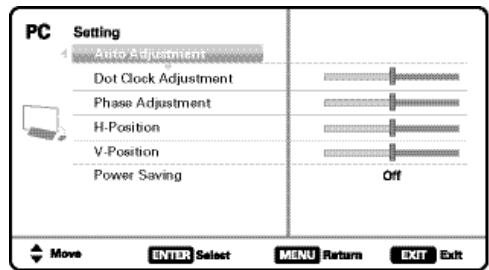 PC Setting
Auto Adjustment
Dot Clock Adjustment
Phase Adjustment
H-Position
V-Position
Power Saving Off
Move ENTER Select MENU Return EXIT Exit